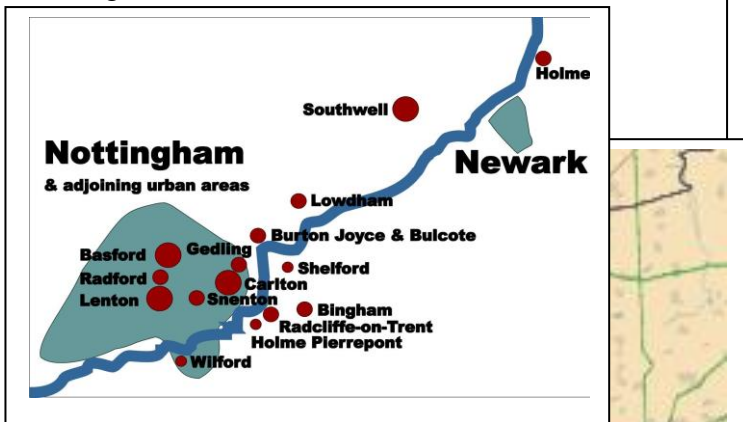 Holme
Southwell
Nottingham
& adjoining urban areas
Newark
Lowdham
Burton Joyce & Bulcote
Basford
Gedling
Shelford
Radford
Carlton
Lenton
Snenton
Bingham
Radcliffe-on-Trent
Holme Pierrepont
Wilford